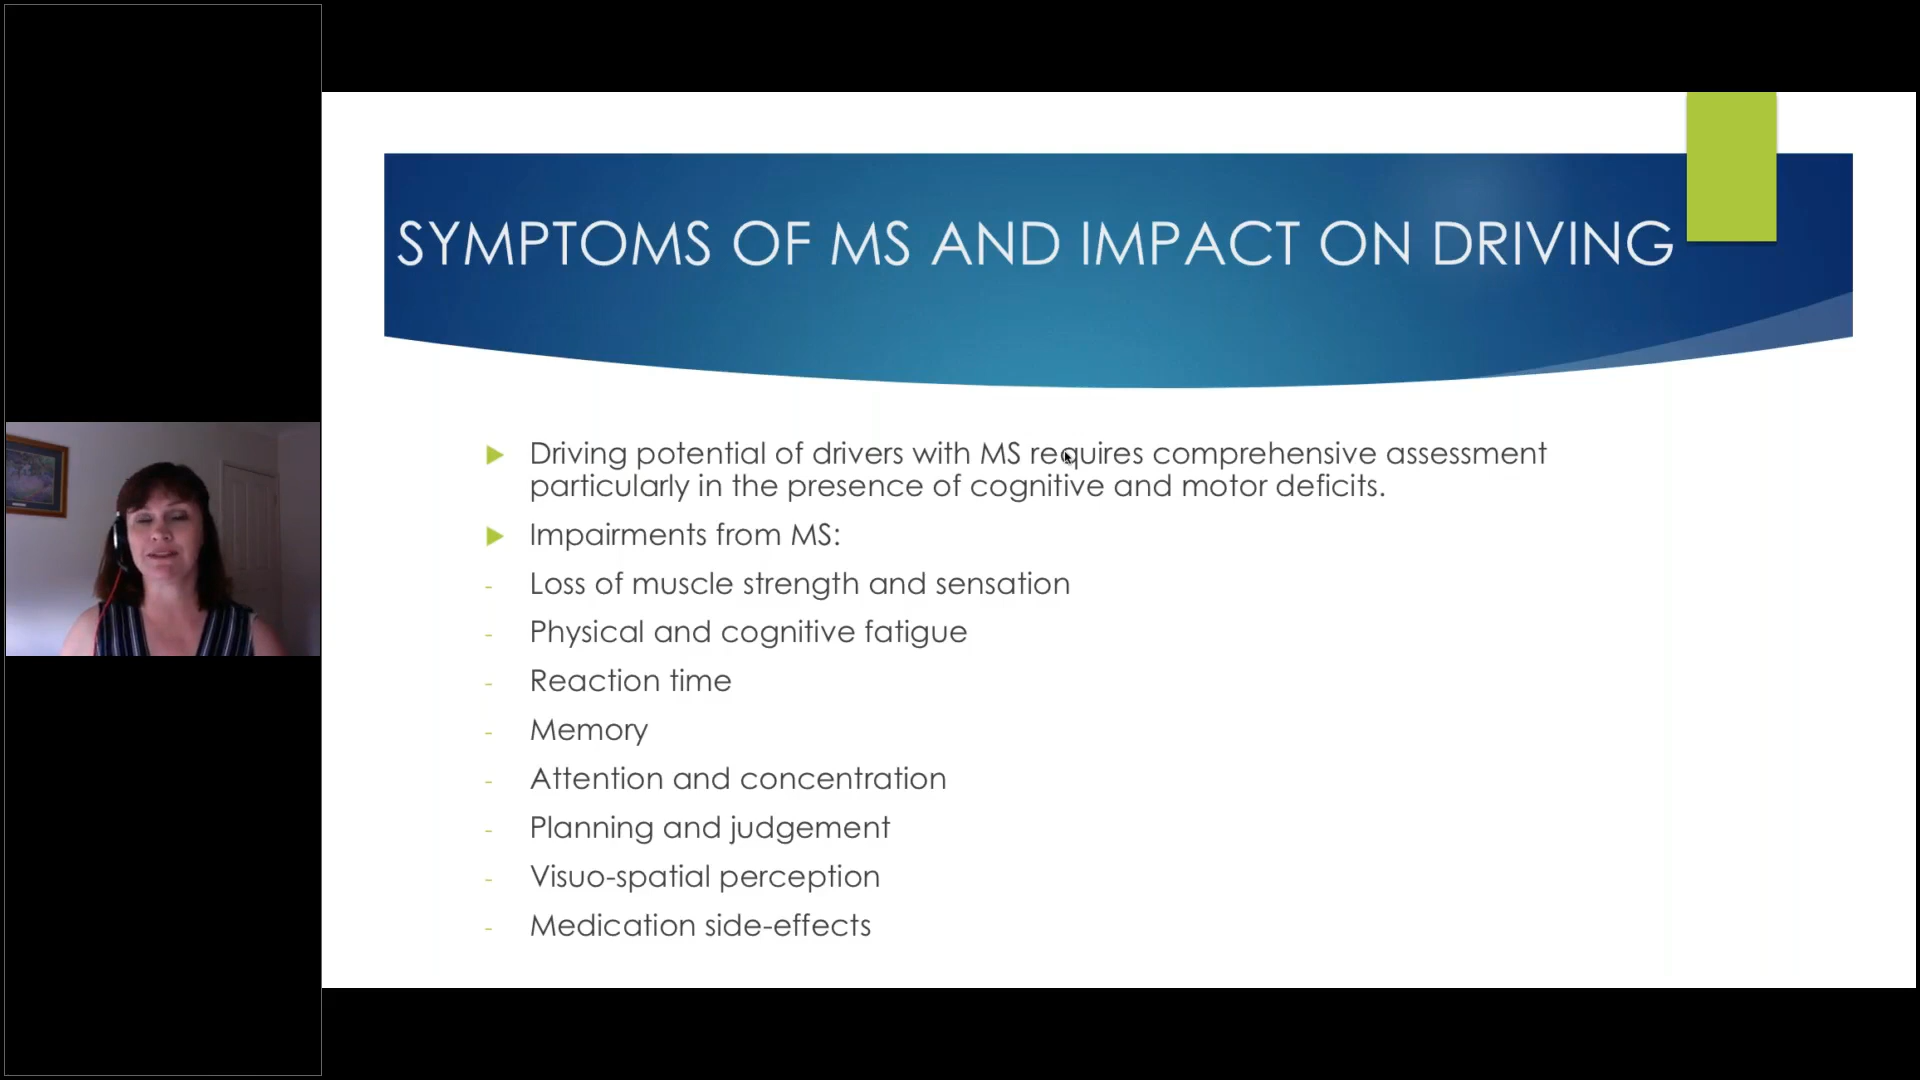 SYMPTOMS OF MS AND IMPACT ON DRIVING
Driving potential of drivers with MS requires comprehensive assessment
particularly in the presence of cognitive and motor deficits.
Impairments from MS:
- Loss of muscle strength and sensation
- Physical and cognitive fatigue
- Reaction time
- Memory
- Attention and concentration
- Planning and judgement
- Visuo-spatial perception
- Medication side-effects